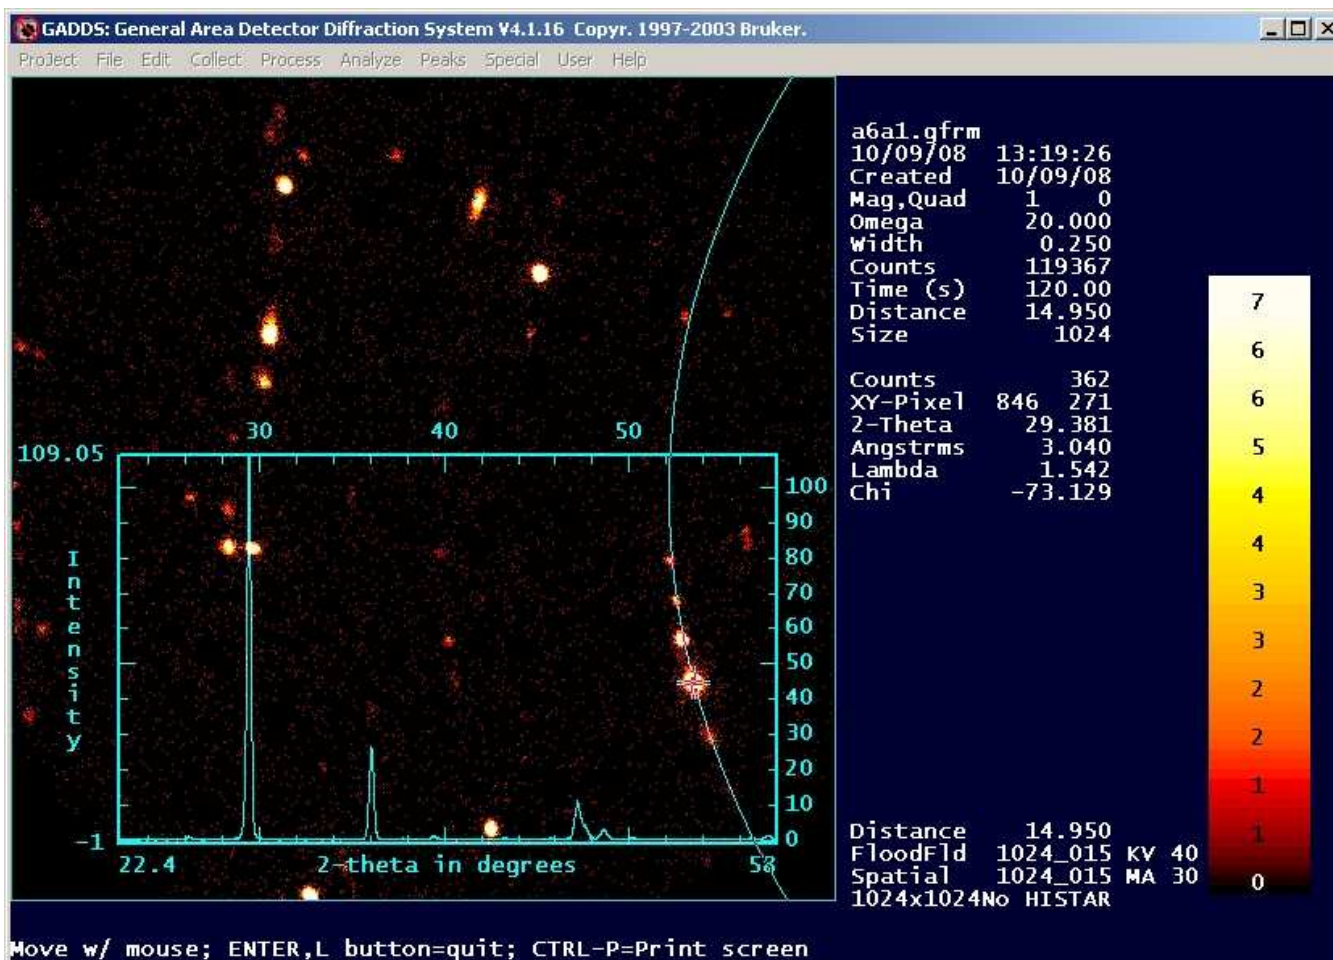 GADDS: General Area Detector Diffraction System V4.1.16 Copyr. 1997-2003 Bruker.
ProJect File Edit Collect Process Analyze Peaks Special User Help
a6a1.gfrm
10/09/08 13:19:26
Created 10/09/08
Mag,Quad 1 0
Omega 20.000
Width 0.250
Counts 119367
Time (s) 120.00
Distance 14.950
Size 1024
Counts 362
XY-Pixel 846 271
2-Theta 29.381
Angstrms 3.040
Lambda 1.542
Chi -73.129
7
6
6
5
4
4
3
3
2
2
1
1
0
30 40 50
109.05
100
90
80
70
60
50
40
30
20
10
0
Intensity
-1
22.4 2-theta in degrees 53
Distance 14.950
FloodFld 1024_015 KV 40
Spatial 1024_015 MA 30
1024x1024No HISTAR
Move w/ mouse; ENTER,L button=quit; CTRL-P=Print screen